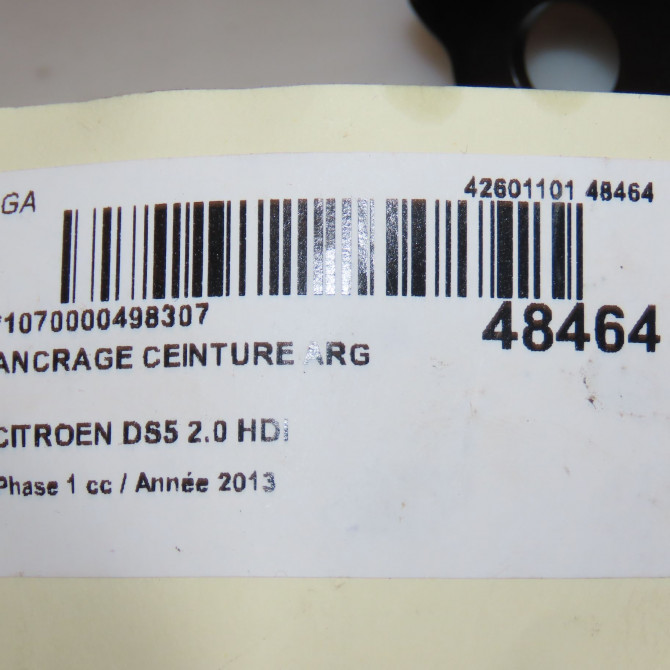 GA
42601101 48464
*1070000498307
48464
ANCRAGE CEINTURE ARG
CITROEN DS5 2.0 HDI
Phase 1 cc / Année 2013